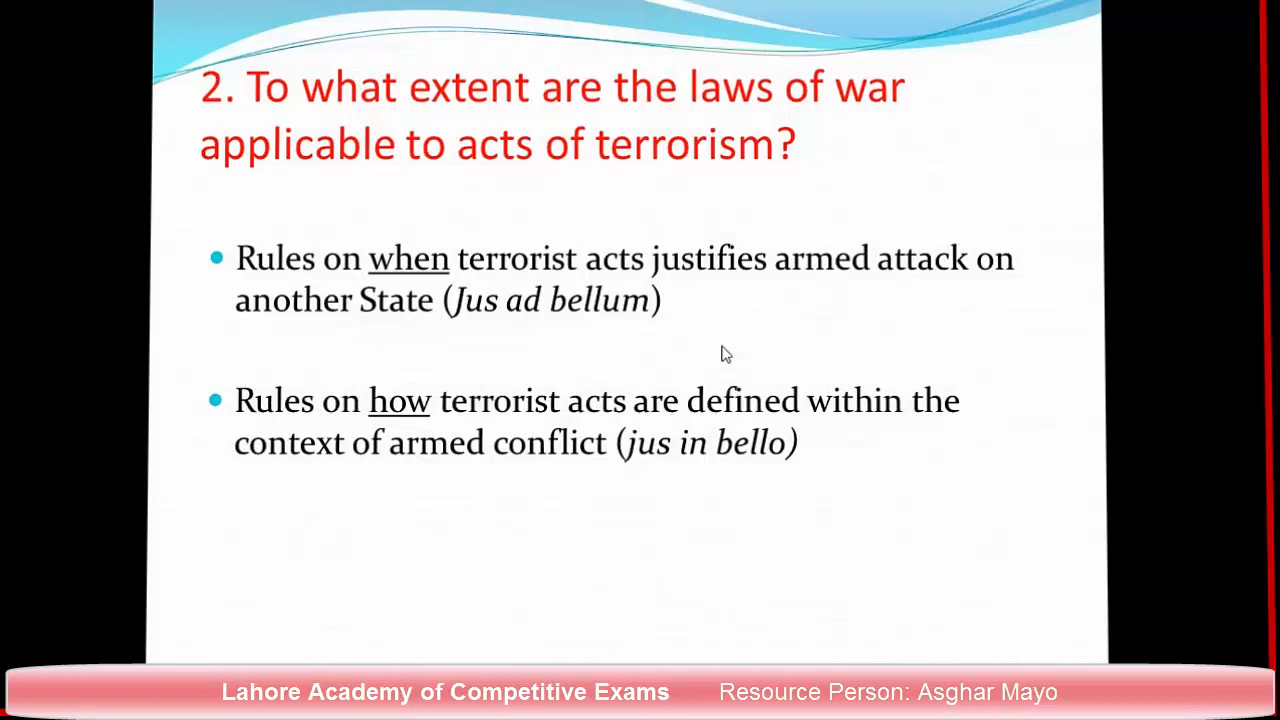 2. To what extent are the laws of war
applicable to acts of terrorism?
• Rules on when terrorist acts justifies armed attack on
another State (Jus ad bellum)
• Rules on how terrorist acts are defined within the
context of armed conflict (jus in bello)
Lahore Academy of Competitive Exams Resource Person: Asghar Mayo